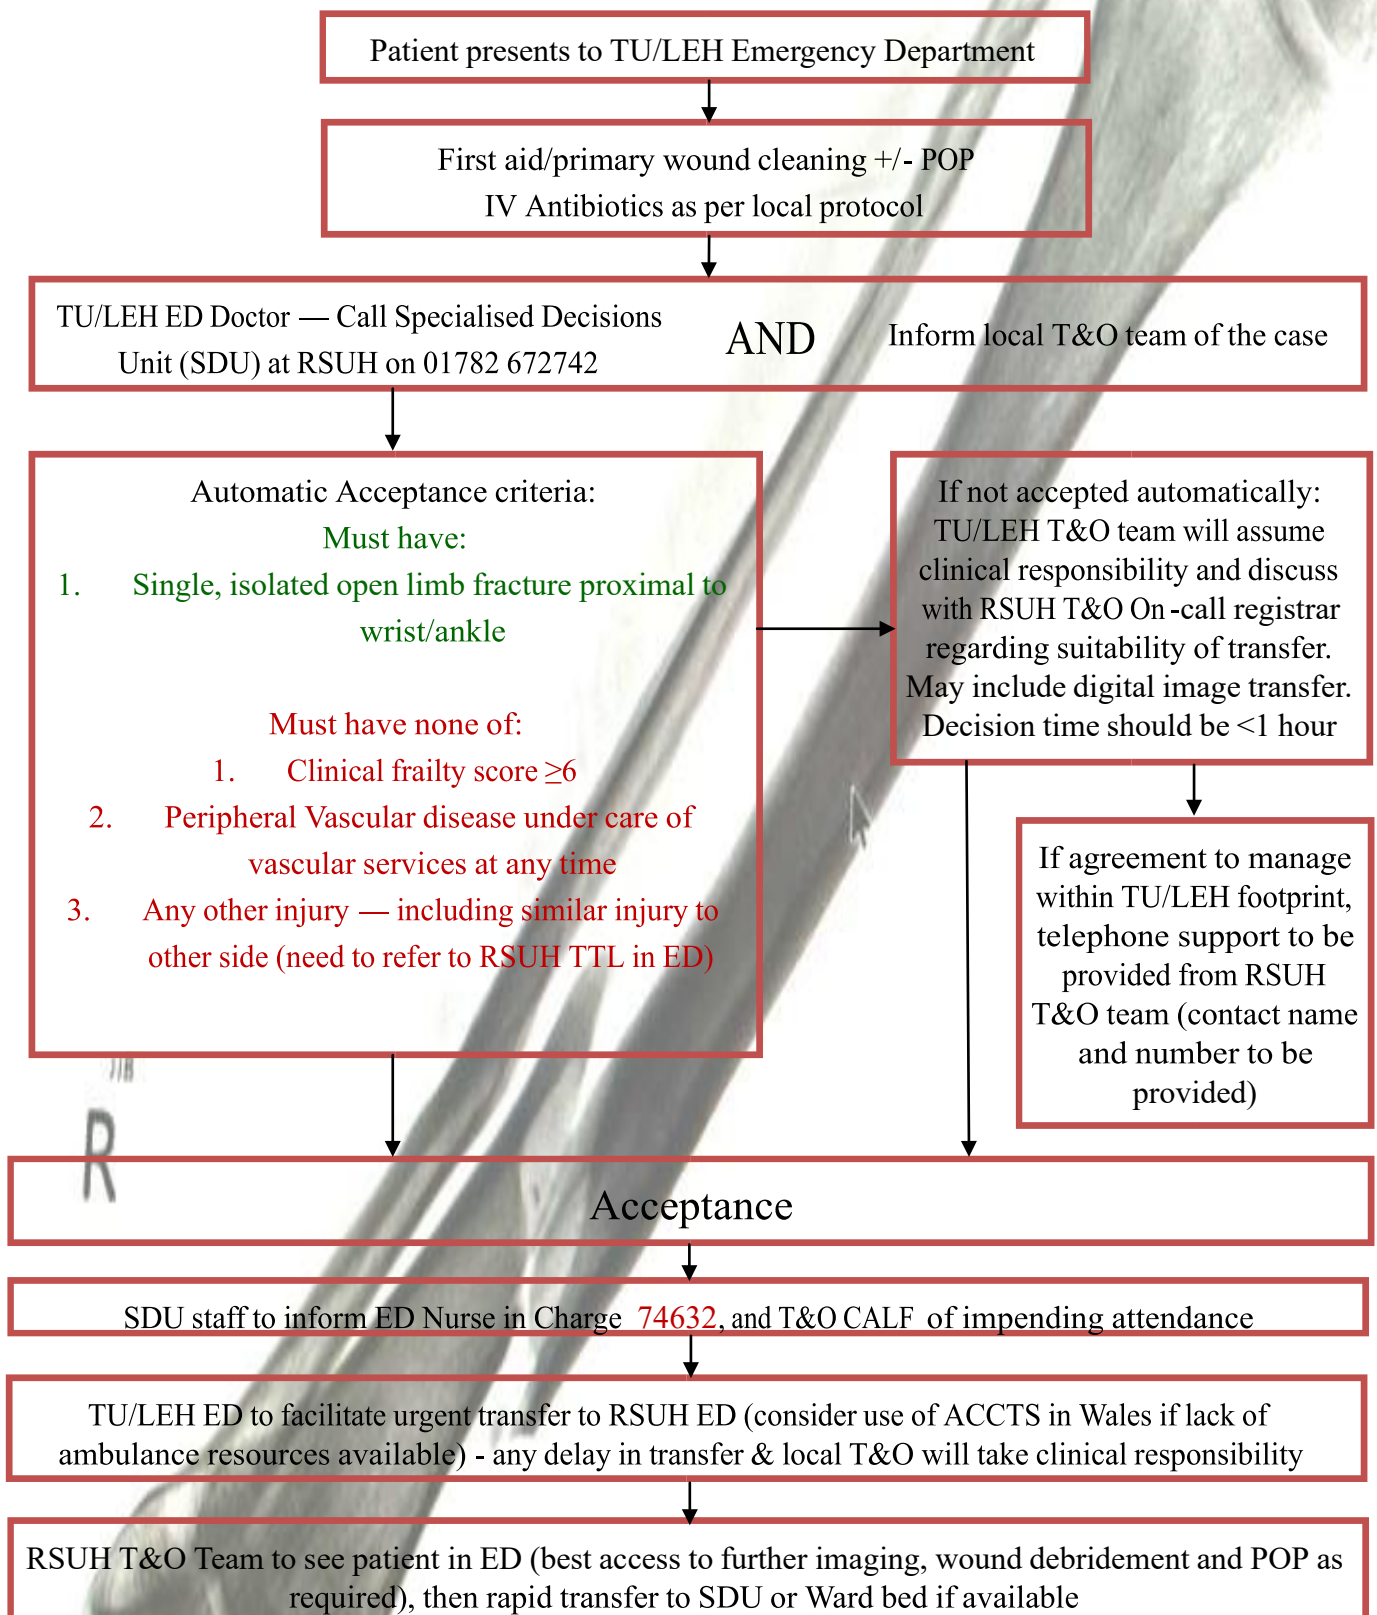 Patient presents to TU/LEH Emergency Department
First aid/primary wound cleaning +/- POP
IV Antibiotics as per local protocol
TU/LEH ED Doctor — Call Specialised Decisions
Unit (SDU) at RSUH on 01782 672742
AND
Inform local T&O team of the case
Automatic Acceptance criteria:
Must have:
1. Single, isolated open limb fracture proximal to
wrist/ankle
Must have none of:
1. Clinical frailty score ≥6
2. Peripheral Vascular disease under care of
vascular services at any time
3. Any other injury — including similar injury to
other side (need to refer to RSUH TTL in ED)
If not accepted automatically:
TU/LEH T&O team will assume
clinical responsibility and discuss
with RSUH T&O On -call registrar
regarding suitability of transfer.
May include digital image transfer.
Decision time should be <1 hour
If agreement to manage
within TU/LEH footprint,
telephone support to be
provided from RSUH
T&O team (contact name
and number to be
provided)
R
Acceptance
SDU staff to inform ED Nurse in Charge 74632, and T&O CALF of impending attendance
TU/LEH ED to facilitate urgent transfer to RSUH ED (consider use of ACCTS in Wales if lack of
ambulance resources available) - any delay in transfer & local T&O will take clinical responsibility
RSUH T&O Team to see patient in ED (best access to further imaging, wound debridement and POP as
required), then rapid transfer to SDU or Ward bed if available